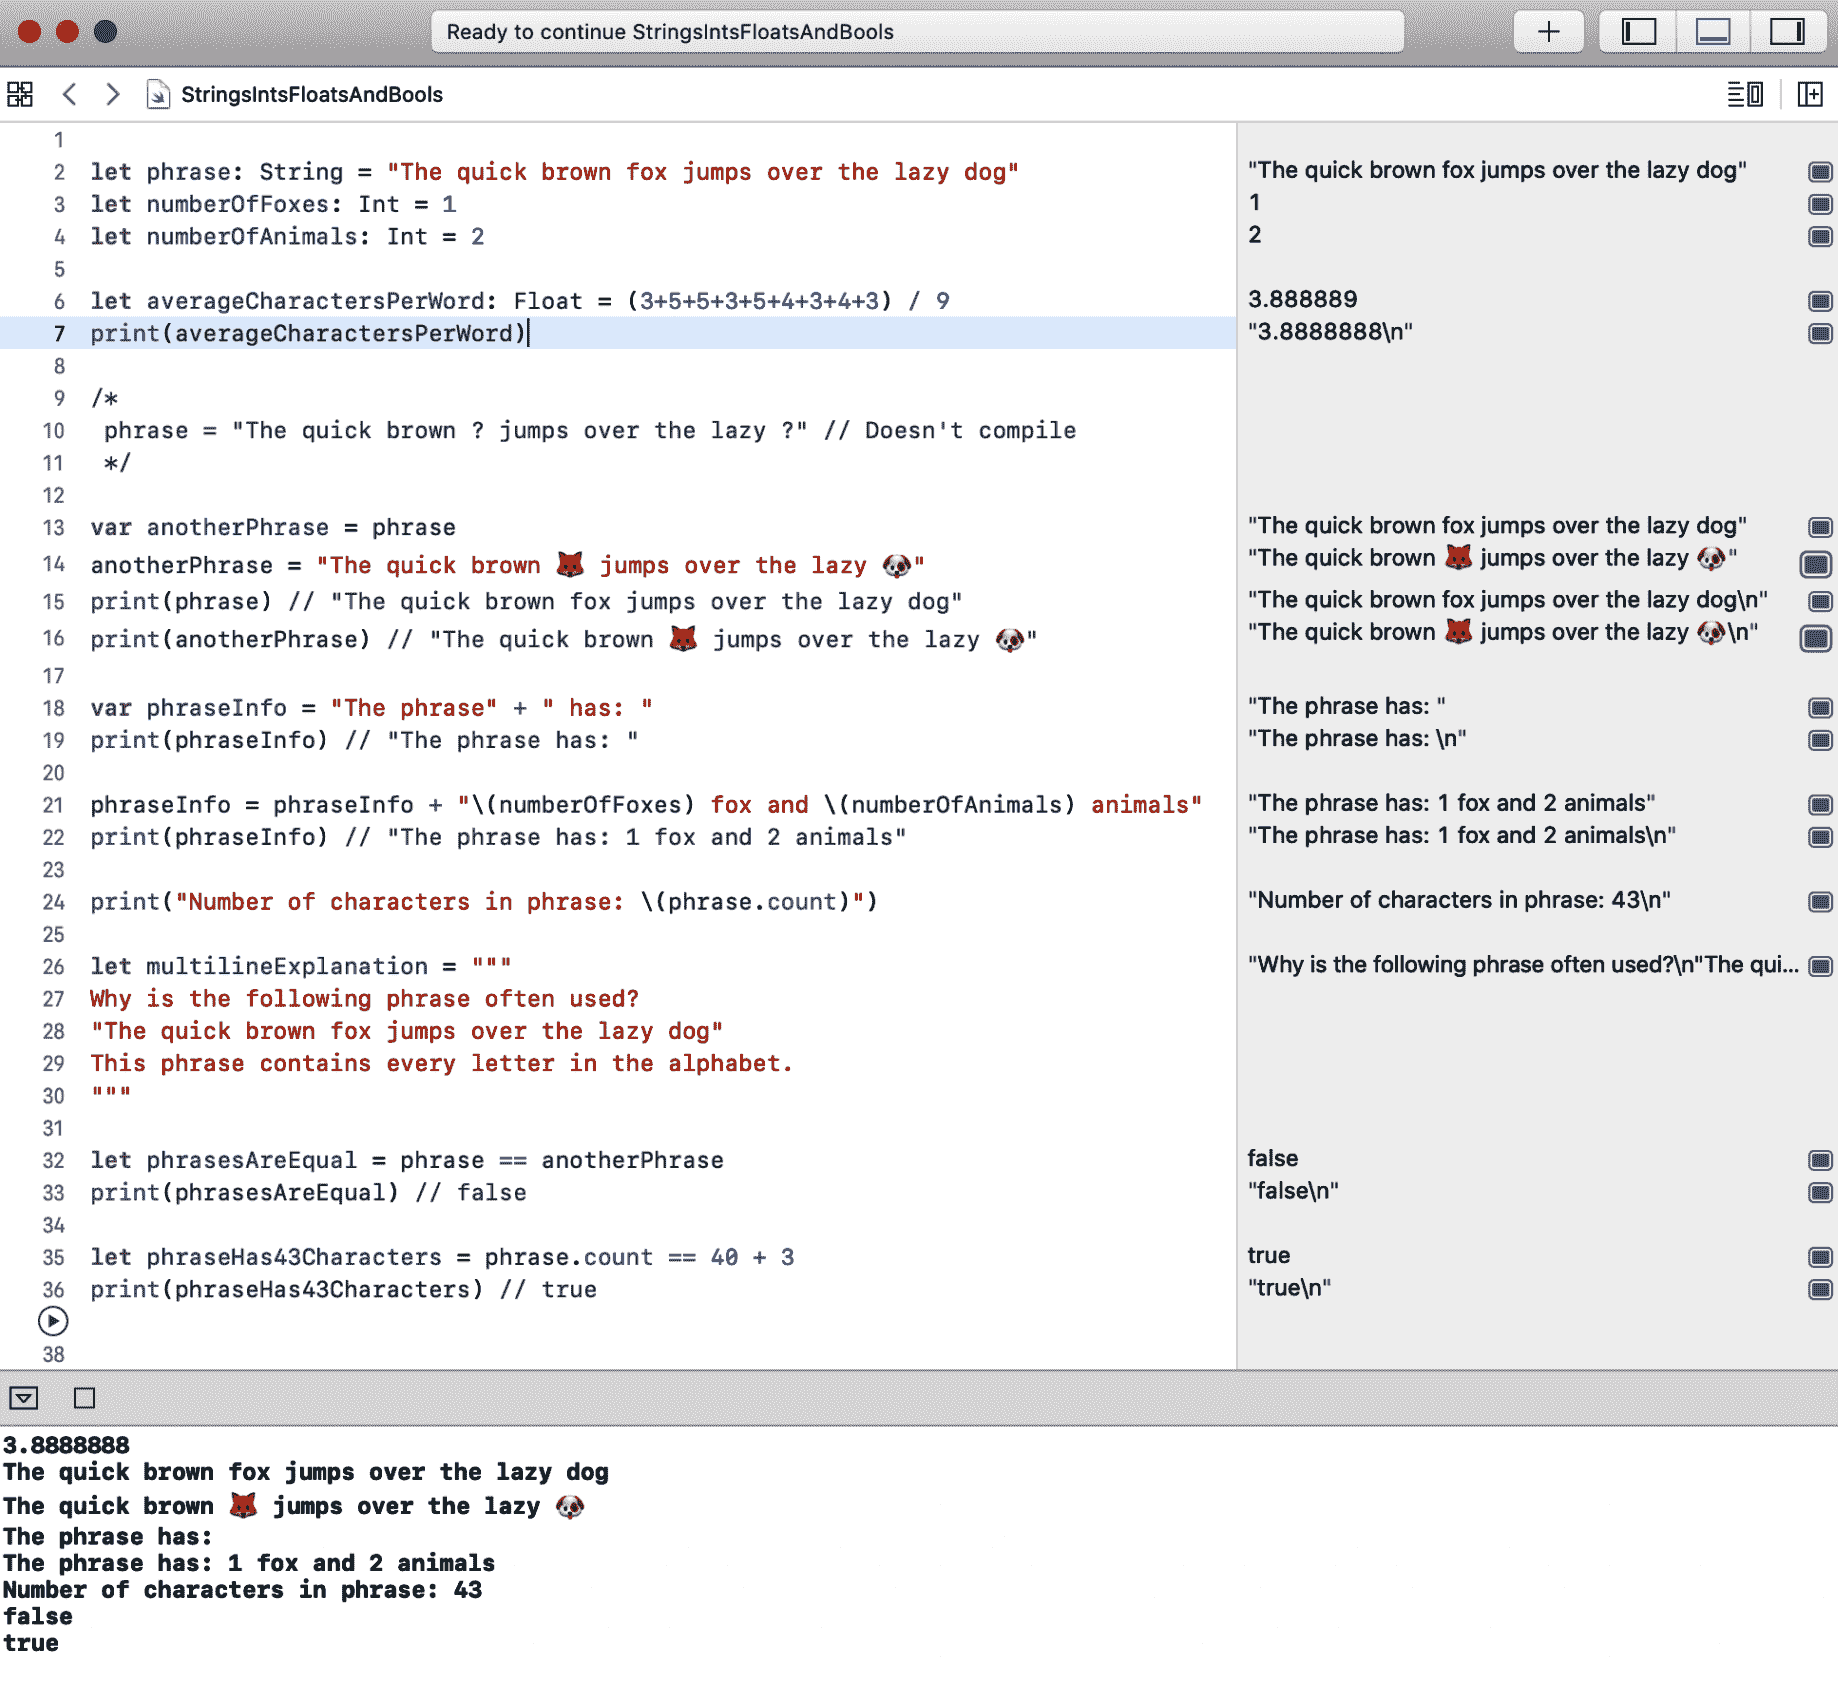 Ready to continue StringsIntsFloatsAndBools
StringsIntsFloatsAndBools
1
2 let phrase: String = "The quick brown fox jumps over the lazy dog" "The quick brown fox jumps over the lazy dog"
3 let numberOfFoxes: Int = 1 1
4 let numberOfAnimals: Int = 2 2
5
6 let averageCharactersPerWord: Float = (3+5+5+3+5+4+3+4+3) / 9 3.888889
7 print(averageCharactersPerWord) "3.8888888\n"
8
9 /*
10 phrase = "The quick brown ? jumps over the lazy ?" // Doesn't compile
11 */
12
13 var anotherPhrase = phrase "The quick brown fox jumps over the lazy dog"
14 anotherPhrase = "The quick brown 🦊 jumps over the lazy 🐶" "The quick brown 🦊 jumps over the lazy 🐶"
15 print(phrase) // "The quick brown fox jumps over the lazy dog" "The quick brown fox jumps over the lazy dog\n"
16 print(anotherPhrase) // "The quick brown 🦊 jumps over the lazy 🐶" "The quick brown 🦊 jumps over the lazy 🐶\n"
17
18 var phraseInfo = "The phrase" + " has: " "The phrase has: "
19 print(phraseInfo) // "The phrase has: " "The phrase has: \n"
20
21 phraseInfo = phraseInfo + "\(numberOfFoxes) fox and \(numberOfAnimals) animals" "The phrase has: 1 fox and 2 animals"
22 print(phraseInfo) // "The phrase has: 1 fox and 2 animals" "The phrase has: 1 fox and 2 animals\n"
23
24 print("Number of characters in phrase: \(phrase.count)") "Number of characters in phrase: 43\n"
25
26 let multilineExplanation = """ "Why is the following phrase often used?\n"The qui...
27 Why is the following phrase often used?
28 "The quick brown fox jumps over the lazy dog"
29 This phrase contains every letter in the alphabet.
30 """
31
32 let phrasesAreEqual = phrase == anotherPhrase false
33 print(phrasesAreEqual) // false "false\n"
34
35 let phraseHas43Characters = phrase.count == 40 + 3 true
36 print(phraseHas43Characters) // true "true\n"
38
3.8888888
The quick brown fox jumps over the lazy dog
The quick brown 🦊 jumps over the lazy 🐶
The phrase has:
The phrase has: 1 fox and 2 animals
Number of characters in phrase: 43
false
true